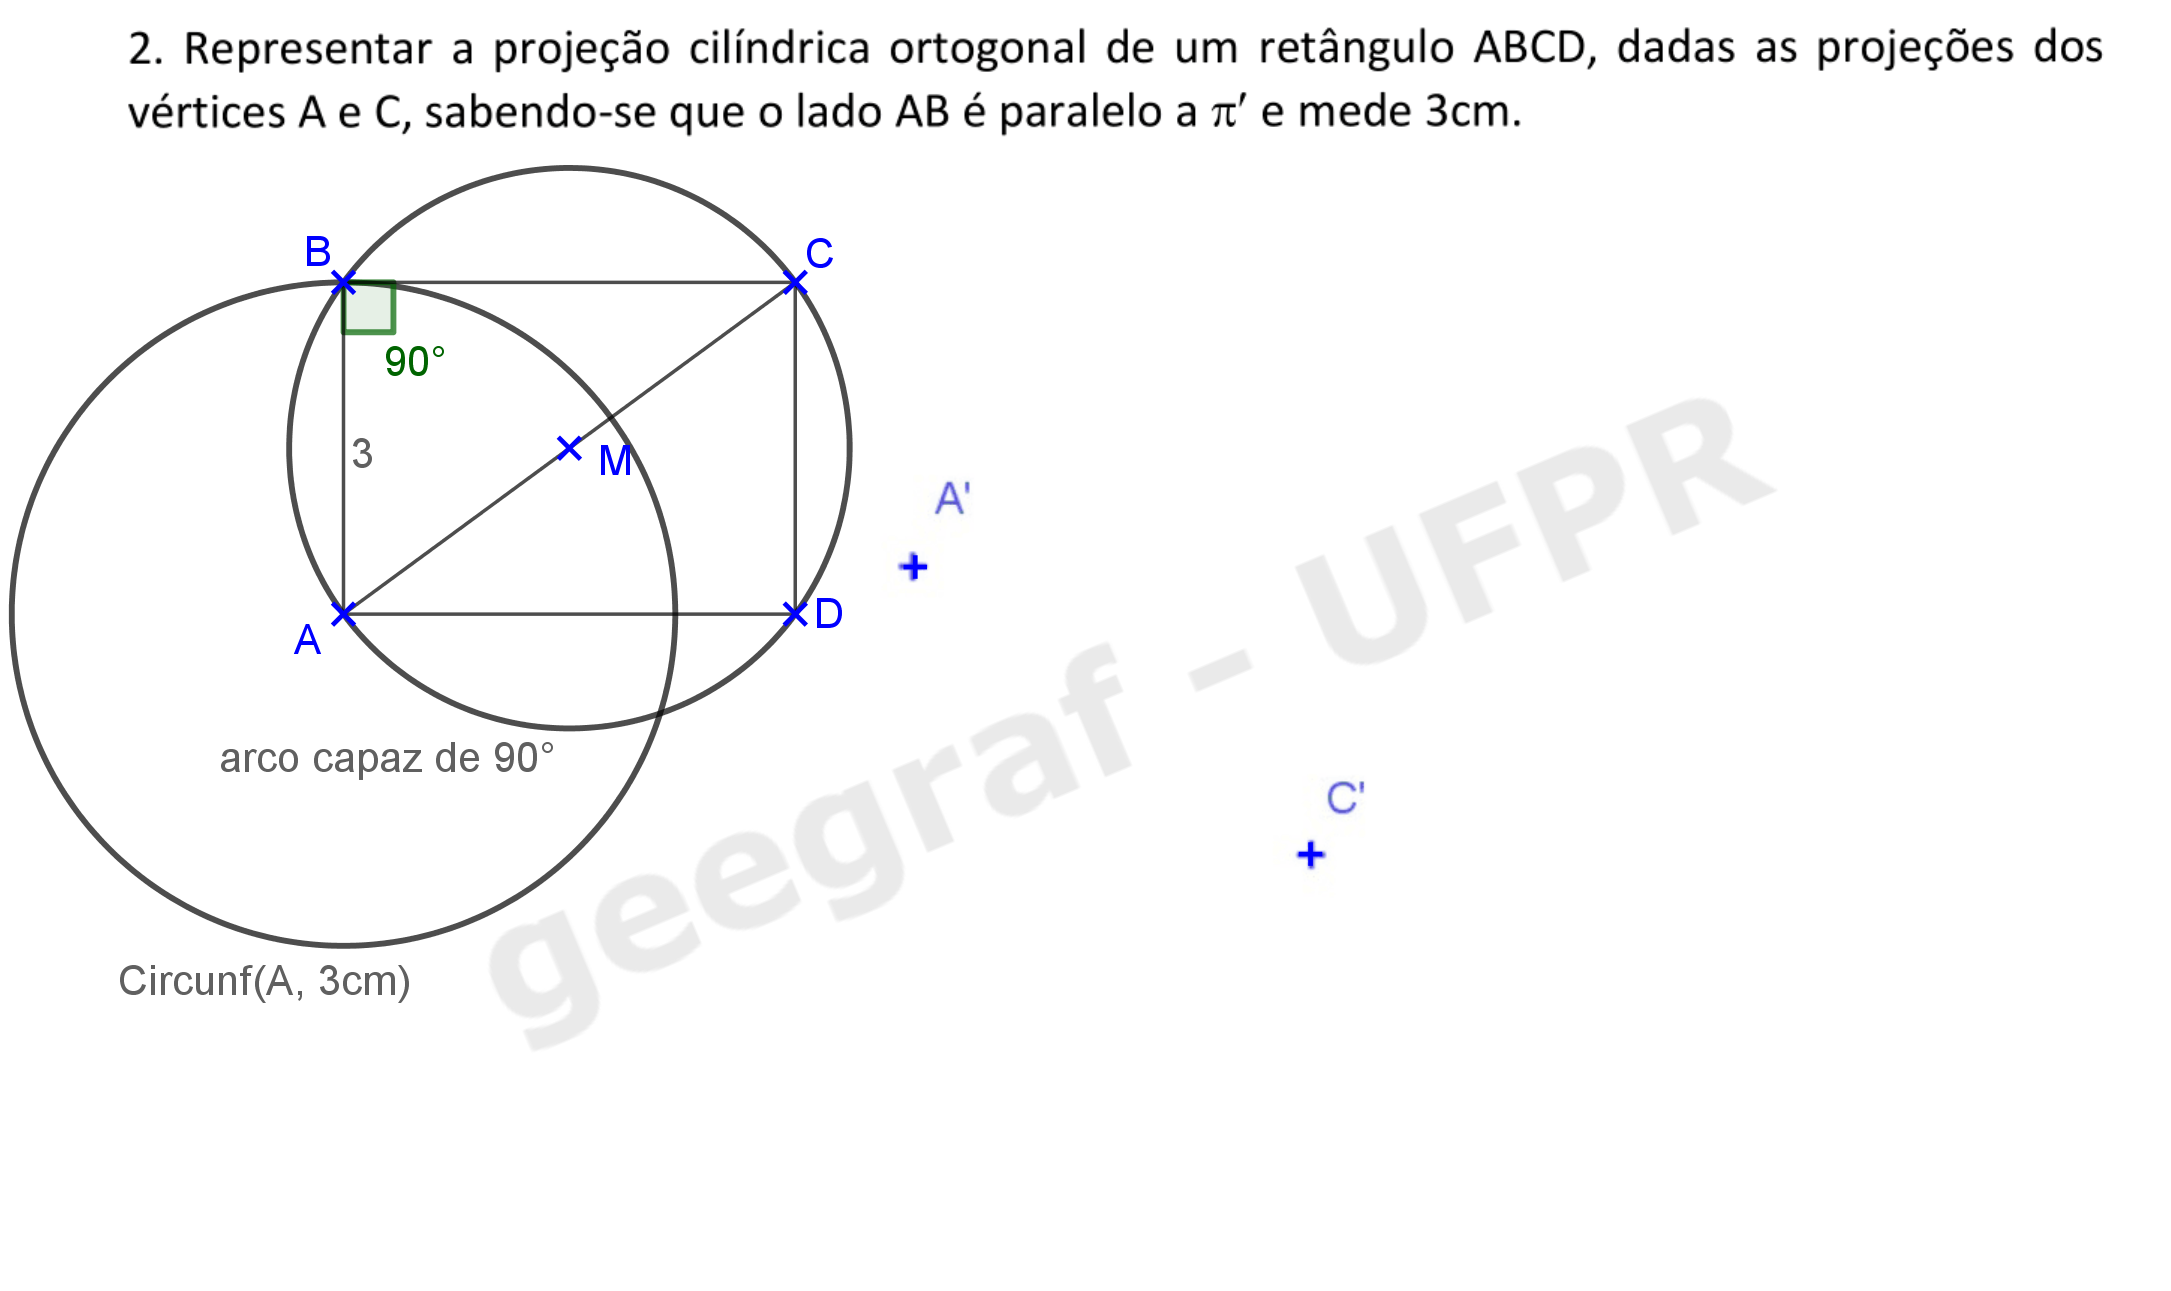 2. Representar a projeção cilíndrica ortogonal de um retângulo ABCD, dadas as projeções dos
vértices A e C, sabendo-se que o lado AB é paralelo a π′ e mede 3cm.
B
C
90°
3
M
A'
A
D
arco capaz de 90°
C'
Circunf(A, 3cm)
geegraf - UFPR